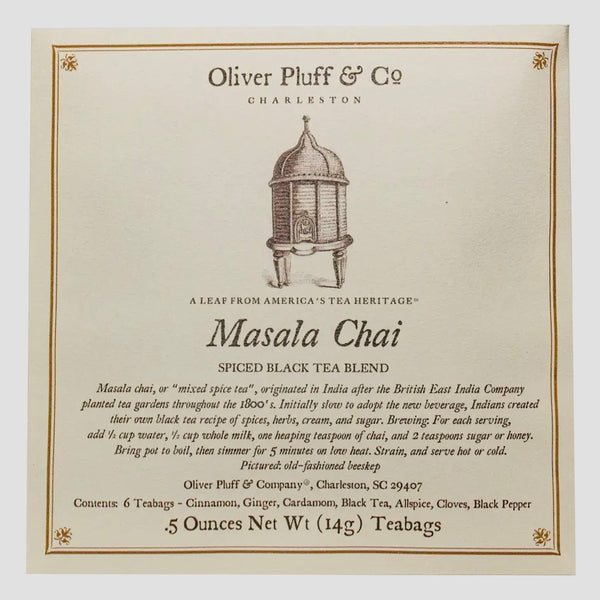 Oliver Pluff & Co
CHARLESTON
A LEAF FROM AMERICA'S TEA HERITAGE®
Masala Chai
SPICED BLACK TEA BLEND
Masala chai, or "mixed spice tea", originated in India after the British East India Company
planted tea gardens throughout the 1800's. Initially slow to adopt the new beverage, Indians created
their own black tea recipe of spices, herbs, cream, and sugar. Brewing: For each serving,
add ½ cup water, ½ cup whole milk, one heaping teaspoon of chai, and 2 teaspoons sugar or honey.
Bring pot to boil, then simmer for 5 minutes on low heat. Strain, and serve hot or cold.
Pictured: old-fashioned beeskep
Oliver Pluff & Company®, Charleston, SC 29407
Contents: 6 Teabags - Cinnamon, Ginger, Cardamom, Black Tea, Allspice, Cloves, Black Pepper
.5 Ounces Net Wt (14g) Teabags